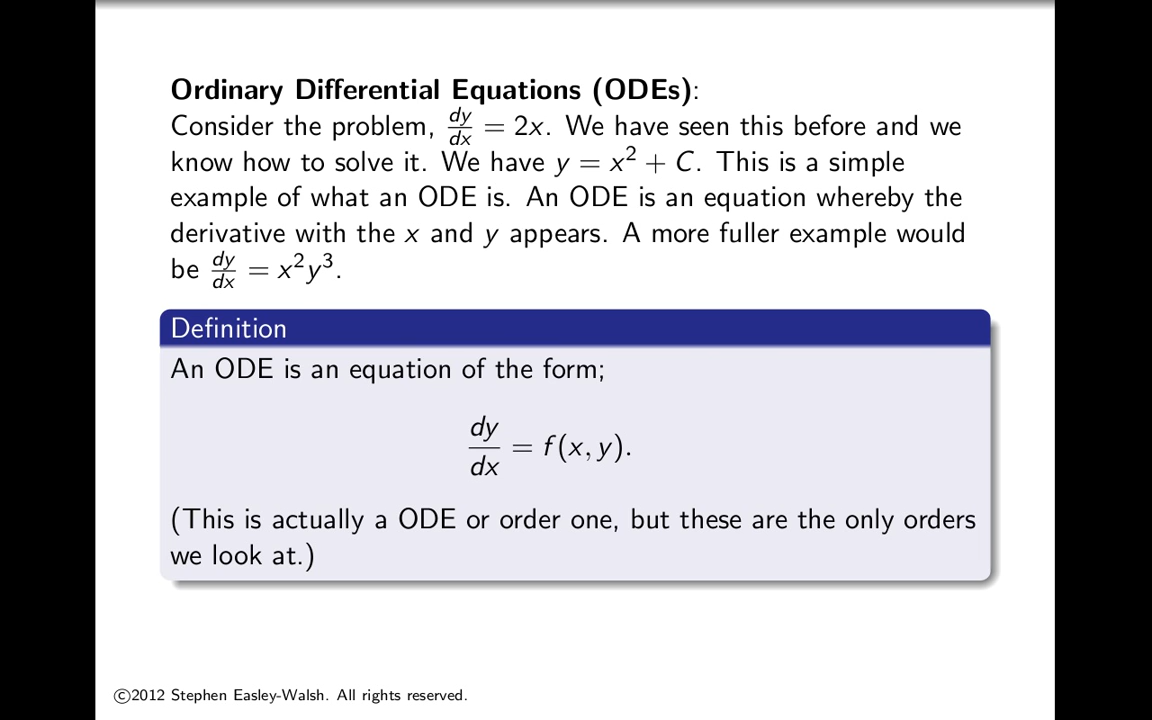 Ordinary Differential Equations (ODEs):
Consider the problem, dy/dx = 2x. We have seen this before and we
know how to solve it. We have y = x² + C. This is a simple
example of what an ODE is. An ODE is an equation whereby the
derivative with the x and y appears. A more fuller example would
be dy/dx = x²y³.
Definition
An ODE is an equation of the form;
dy/dx = f(x, y).
(This is actually a ODE or order one, but these are the only orders
we look at.)
©2012 Stephen Easley-Walsh. All rights reserved.